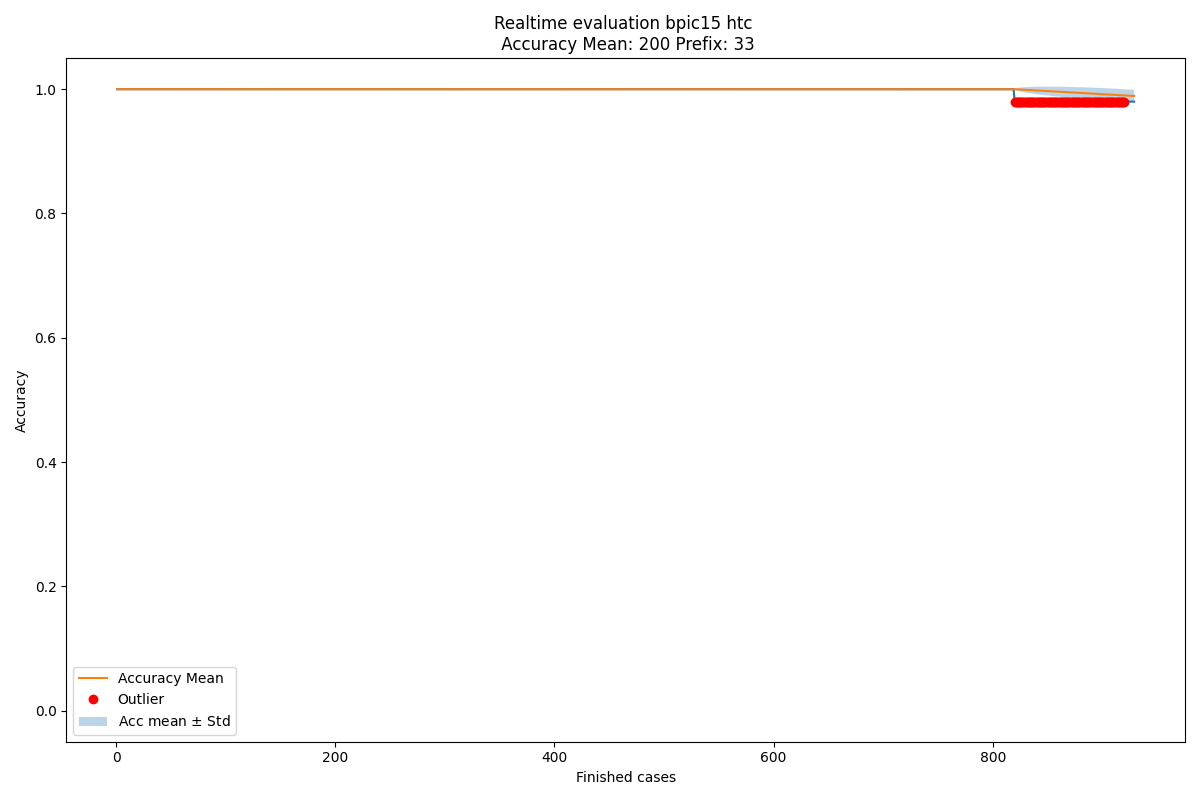 Realtime evaluation bpic15 htc
Accuracy Mean: 200 Prefix: 33
1.0
0.8
0.6
0.4
0.2
0.0
Accuracy
Accuracy Mean
Outlier
Acc mean ± Std
0 200 400 600 800
Finished cases